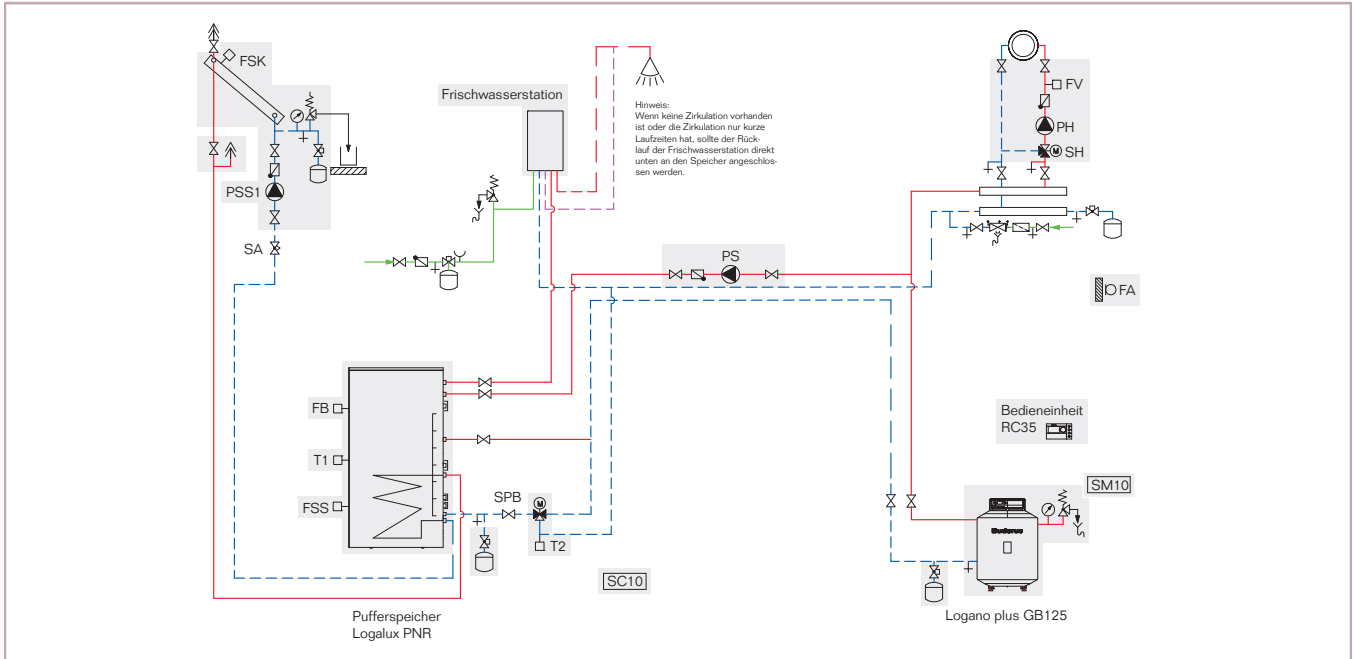 FSK
Frischwasserstation
Hinweis:
Wenn keine Zirkulation vorhanden
ist oder die Zirkulation nur kurze
Laufzeiten hat, sollte der Rück-
lauf der Frischwasserstation direkt
unten an den Speicher angeschlos-
sen werden.
FV
PH
M
SH
PSS1
SA
PS
FA
FB
T1
FSS
SPB
M
T2
SC10
Bedieneinheit
RC35
SM10
Buderus
Pufferspeicher
Logalux PNR
Logano plus GB125